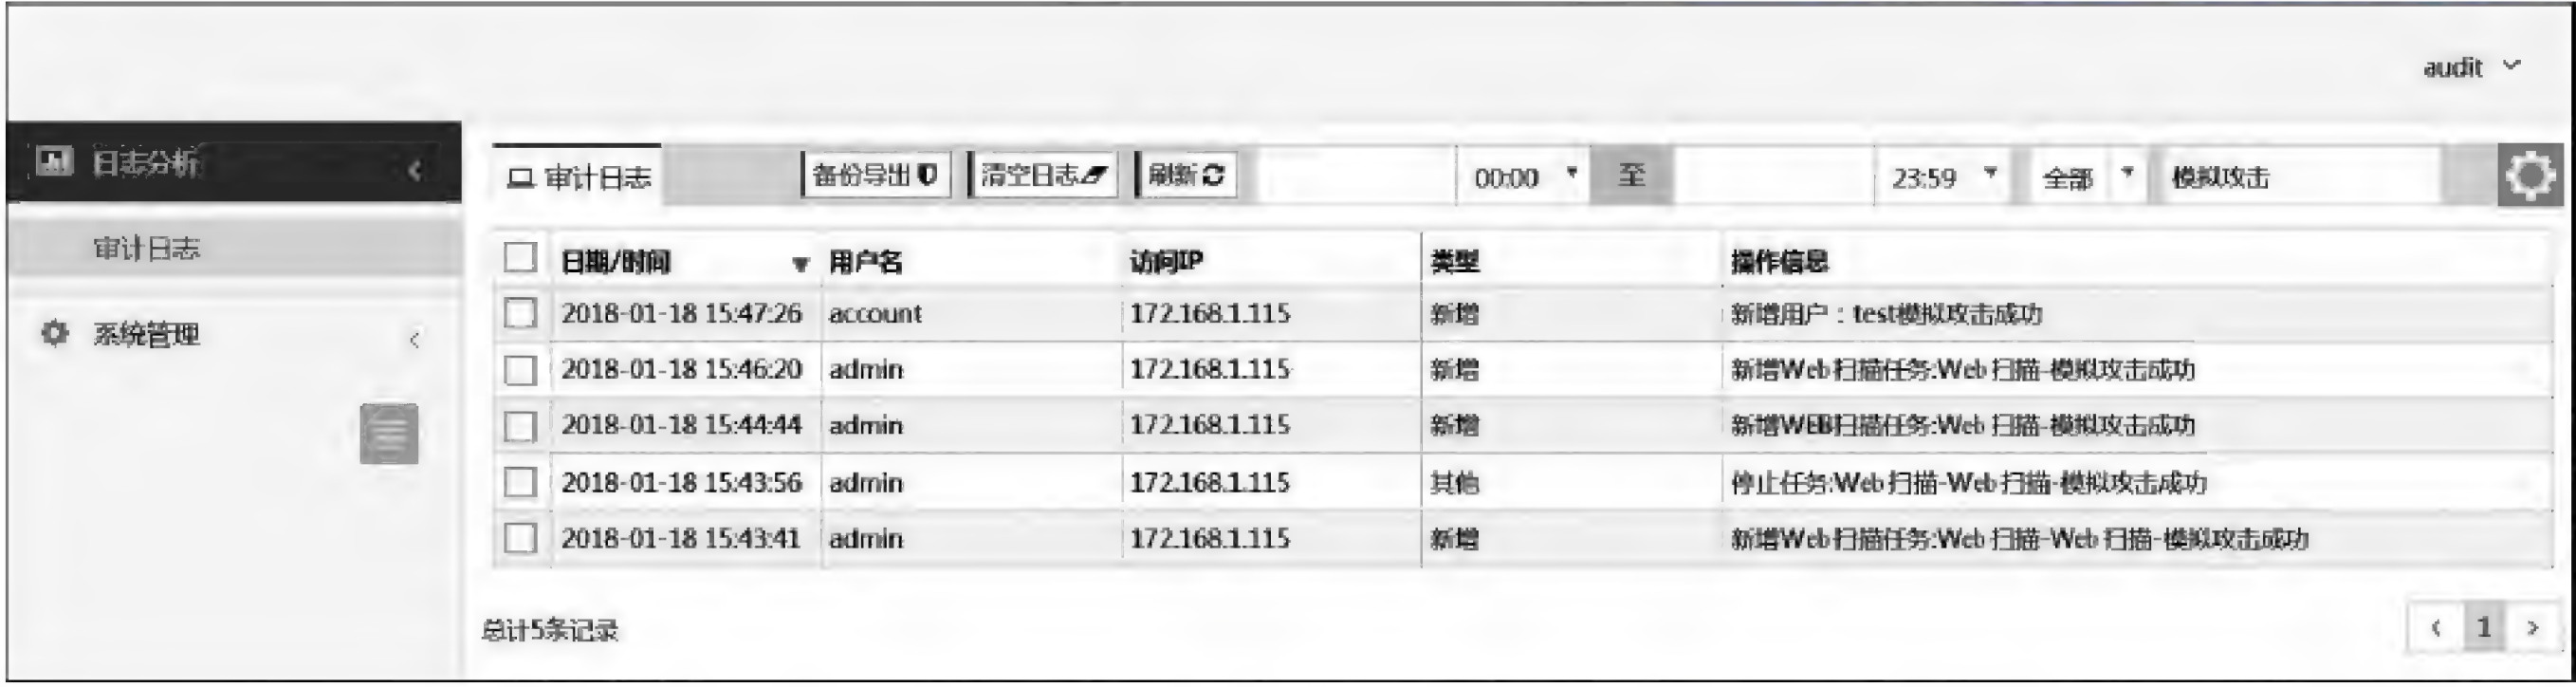 audit
日志分析
审计日志
系统管理
审计日志 备份导出 清空日志 刷新 00:00 至 23:59 全部 模拟攻击
日期/时间 用户名 访问IP 类型 操作信息
2018-01-18 15:47:26 account 172.168.1.115 新增 新增用户：test模拟攻击成功
2018-01-18 15:46:20 admin 172.168.1.115 新增 新增Web扫描任务:Web扫描-模拟攻击成功
2018-01-18 15:44:44 admin 172.168.1.115 新增 新增WEB扫描任务:Web扫描-模拟攻击成功
2018-01-18 15:43:56 admin 172.168.1.115 其他 停止任务:Web扫描-Web扫描-模拟攻击成功
2018-01-18 15:43:41 admin 172.168.1.115 新增 新增Web扫描任务:Web扫描-Web扫描-模拟攻击成功
总计5条记录
< 1 >